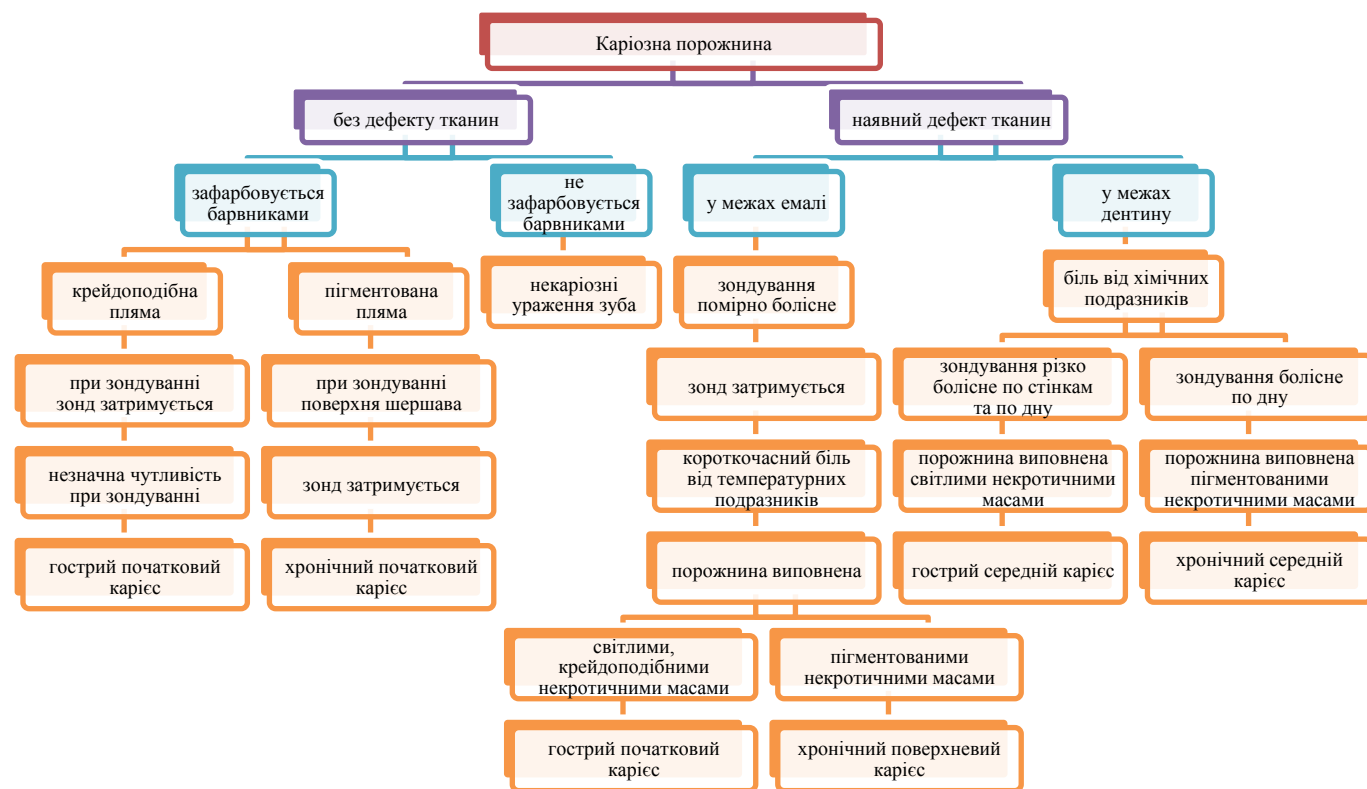 Каріозна порожнина
без дефекту тканин
наявний дефект тканин
зафарбовується
барвниками
не
зафарбовується
барвниками
у межах емалі
у межах
дентину
крейдоподібна
пляма
пігментована
пляма
некаріозні
ураження зуба
зондування
помірно болісне
біль від хімічних
подразників
при зондуванні
зонд затримується
при зондуванні
поверхня шершава
зонд затримується
зондування різко
болісне по стінкам
та по дну
зондування болісне
по дну
незначна чутливість
при зондуванні
зонд затримується
короткочасний біль
від температурних
подразників
порожнина виповнена
світлими некротичними
масами
порожнина виповнена
пігментованими
некротичними масами
гострий початковий
карієс
хронічний початковий
карієс
порожнина виповнена
гострий середній карієс
хронічний середній
карієс
світлими,
крейдоподібними
некротичними масами
пігментованими
некротичними масами
гострий початковий
карієс
хронічний поверхневий
карієс